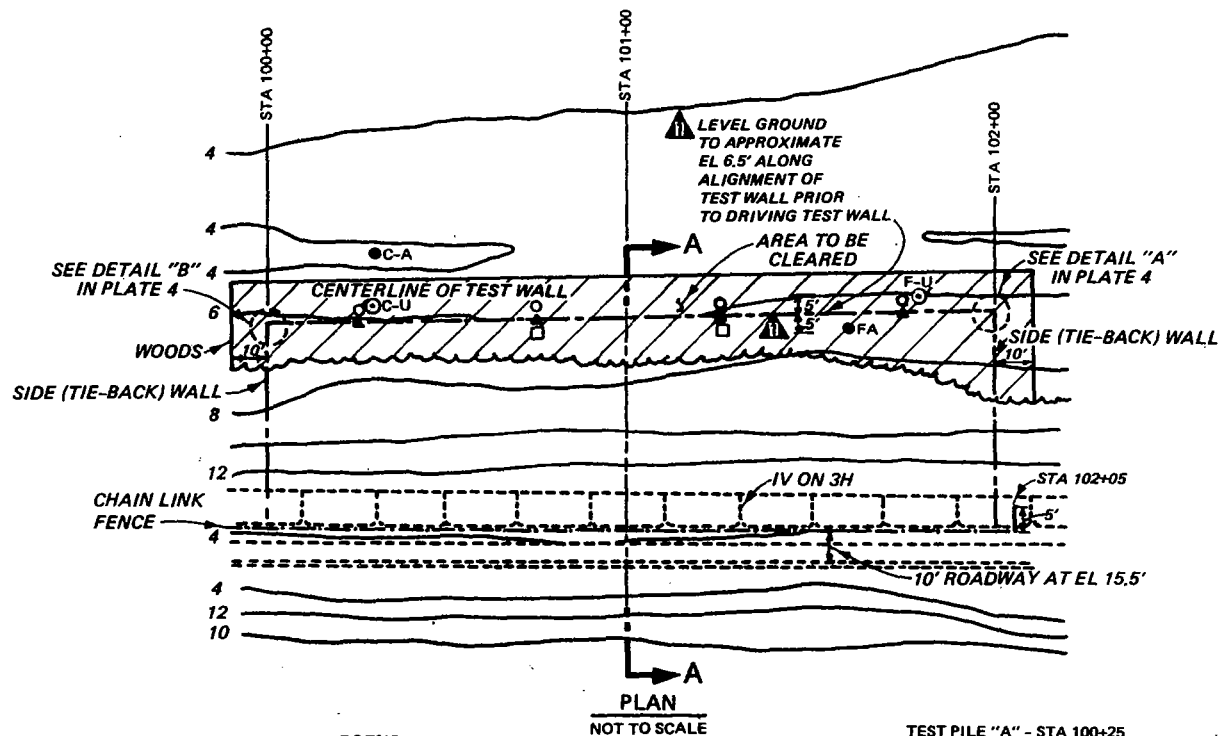 STA 100+00
STA 101+00
STA 102+00
11
LEVEL GROUND
TO APPROXIMATE
EL 6.5' ALONG
ALIGNMENT OF
TEST WALL PRIOR
TO DRIVING TEST WALL
4
4
4
C-A
A
AREA TO BE
CLEARED
SEE DETAIL "B"
IN PLATE 4
SEE DETAIL "A"
IN PLATE 4
CENTERLINE OF TEST WALL
F-U
6
C-U
5'
5'
11
FA
WOODS
10'
SIDE (TIE-BACK) WALL
10'
SIDE (TIE-BACK) WALL
8
12
IV ON 3H
STA 102+05
CHAIN LINK
FENCE
5'
4
10' ROADWAY AT EL 15.5'
4
12
10
A
PLAN
NOT TO SCALE
TEST PILE "A" - STA 100+25